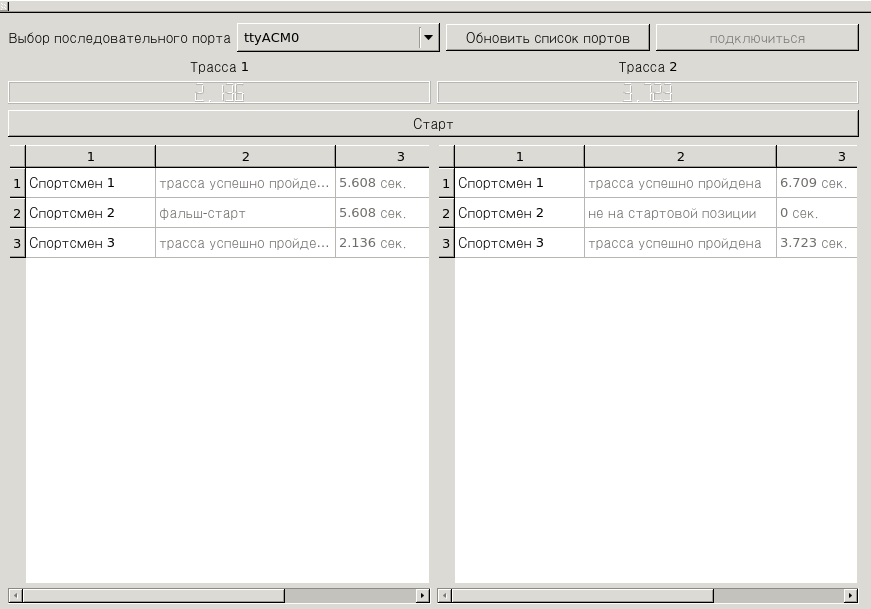 Выбор последовательного порта ttyACM0 Обновить список портов подключиться
Трасса 1 Трасса 2
2.136 3.723
Старт
1 2 3 1 2 3
1 Спортсмен 1 трасса успешно пройде... 5.608 сек. 1 Спортсмен 1 трасса успешно пройдена 6.709 сек.
2 Спортсмен 2 фальш-старт 5.608 сек. 2 Спортсмен 2 не на стартовой позиции 0 сек.
3 Спортсмен 3 трасса успешно пройде... 2.136 сек. 3 Спортсмен 3 трасса успешно пройдена 3.723 сек.